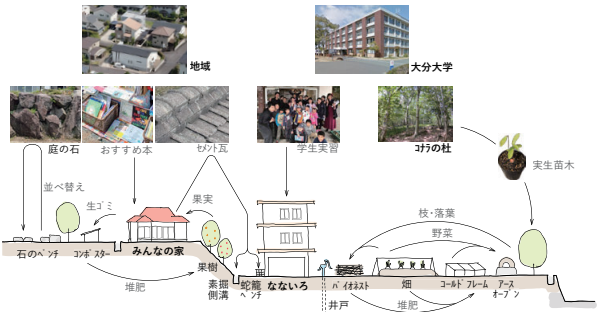 地域
大分大学
庭の石
おすすめ本
セメント瓦
学生実習
コナラの杜
実生苗木
並べ替え
生ゴミ
果実
枝・落葉
野菜
石のベンチ
コンポスター
みんなの家
果樹
堆肥
素掘
側溝
蛇籠
ベンチ
なないろ
井戸
バイオネスト
畑
堆肥
コールドフレーム
アース
オーブン